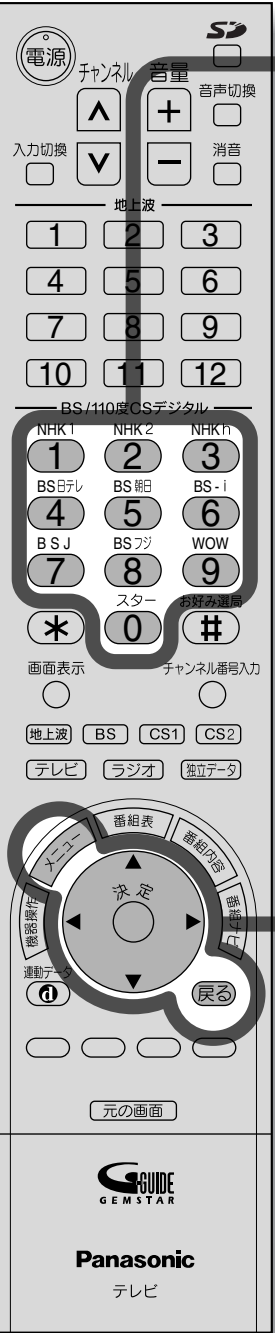 SD
電源
チャンネル 音量
音声切換
∧ ＋
入力切換 消音
∨ －
地上波
1 2 3
4 5 6
7 8 9
10 11 12
BS/110度CSデジタル
NHK1 NHK2 NHKh
1 2 3
BS日テレ BS朝日 BS-i
4 5 6
BSJ BSフジ WOW
7 8 9
スター お好み選局
* 0 #
画面表示 チャンネル番号入力
地上波 BS CS1 CS2
テレビ ラジオ 独立データ
番組表
メニュー 番組内容
決定
機器操作 番組ナビ
連動データ
d 戻る
元の画面
G-GUIDE
GEMSTAR
Panasonic
テレビ